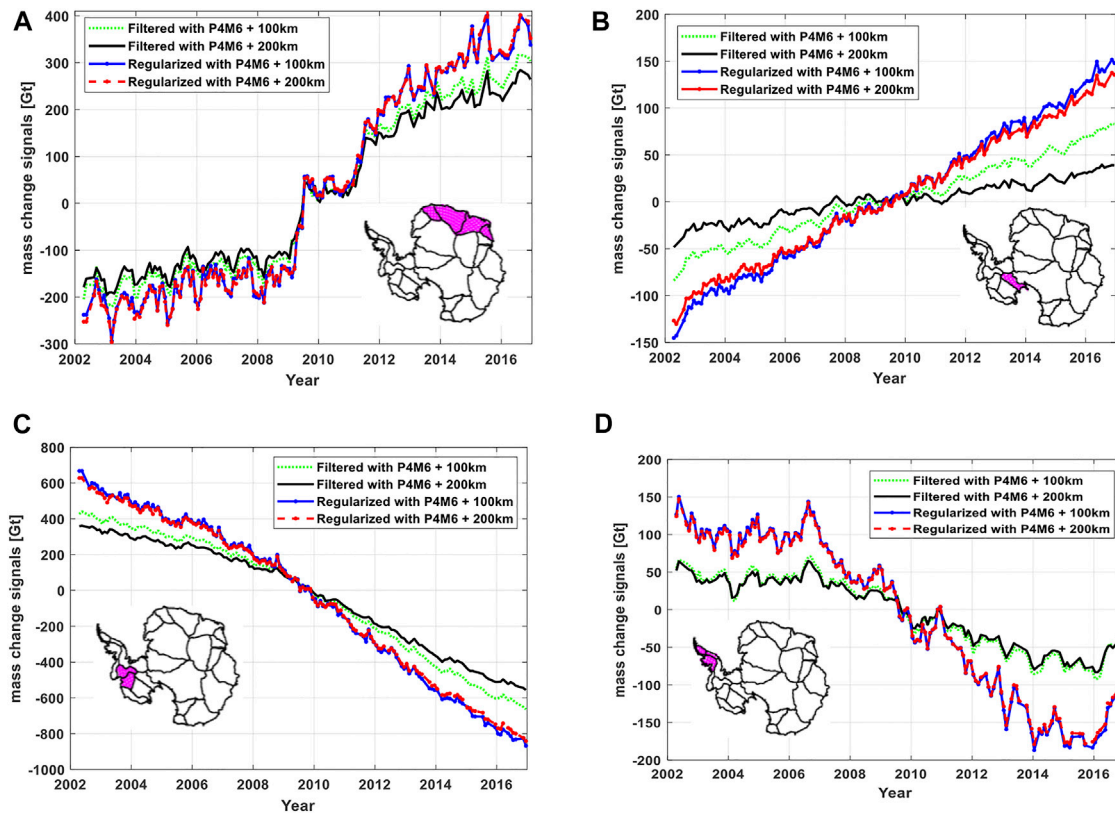 A
Filtered with P4M6 + 100km
Filtered with P4M6 + 200km
Regularized with P4M6 + 100km
Regularized with P4M6 + 200km
mass change signals [Gt]
400
300
200
100
0
-100
-200
-300
2002 2004 2006 2008 2010 2012 2014 2016
Year
B
Filtered with P4M6 + 100km
Filtered with P4M6 + 200km
Regularized with P4M6 + 100km
Regularized with P4M6 + 200km
mass change signals [Gt]
150
100
50
0
-50
-100
-150
2002 2004 2006 2008 2010 2012 2014 2016
Year
C
Filtered with P4M6 + 100km
Filtered with P4M6 + 200km
Regularized with P4M6 + 100km
Regularized with P4M6 + 200km
mass change signals [Gt]
800
600
400
200
0
-200
-400
-600
-800
-1000
2002 2004 2006 2008 2010 2012 2014 2016
Year
D
Filtered with P4M6 + 100km
Filtered with P4M6 + 200km
Regularized with P4M6 + 100km
Regularized with P4M6 + 200km
mass change signals [Gt]
200
150
100
50
0
-50
-100
-150
-200
2002 2004 2006 2008 2010 2012 2014 2016
Year